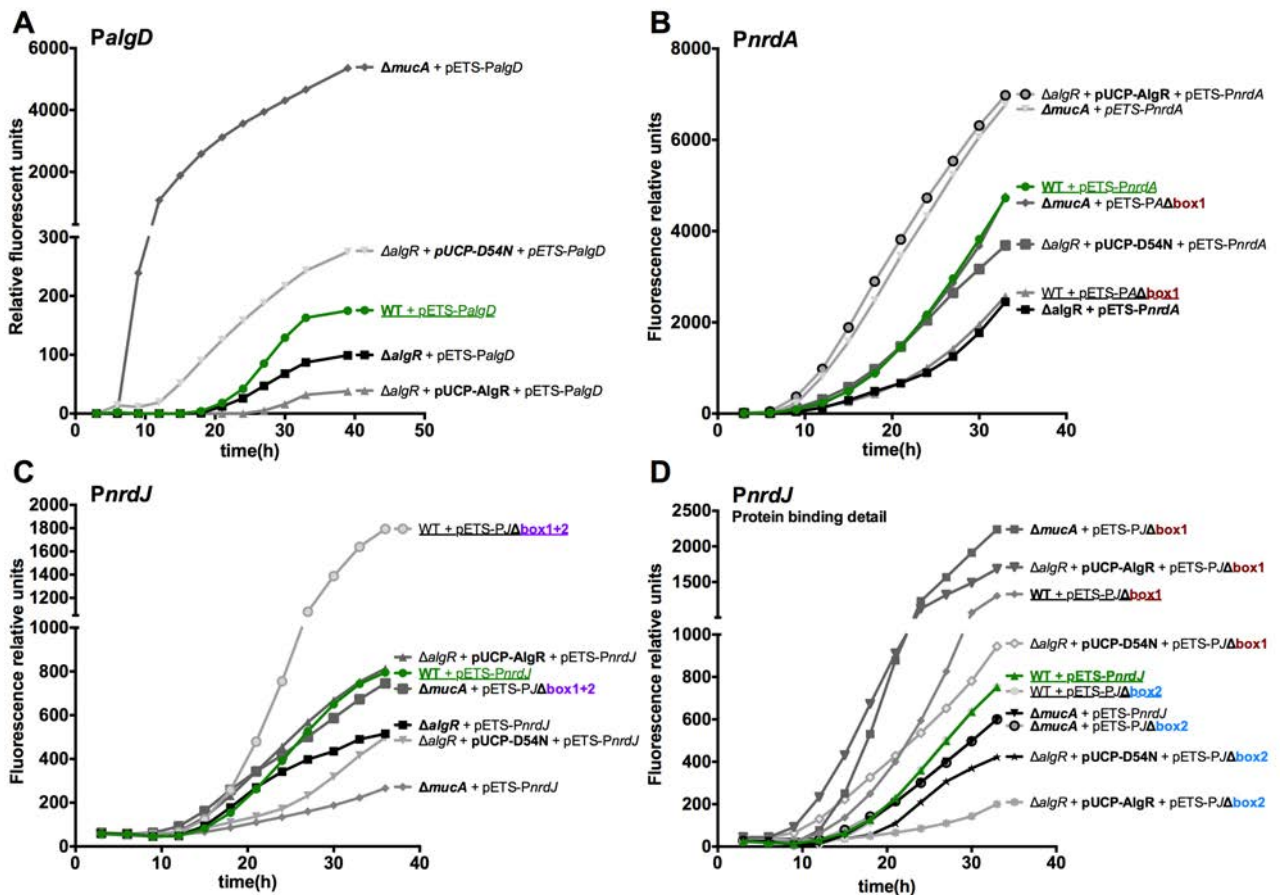 A
PalgD
Relative fluorescent units
6000
4000
2000
300
200
100
0
0
10
20
30
40
50
time(h)
ΔmucA + pETS-PalgD
ΔalgR + pUCP-D54N + pETS-PalgD
WT + pETS-PalgD
ΔalgR + pETS-PalgD
ΔalgR + pUCP-AlgR + pETS-PalgD
B
PnrdA
Fluorescence relative units
8000
6000
4000
2000
0
0
10
20
30
40
time(h)
ΔalgR + pUCP-AlgR + pETS-PnrdA
ΔmucA + pETS-PnrdA
WT + pETS-PnrdA
ΔmucA + pETS-PAΔbox1
ΔalgR + pUCP-D54N + pETS-PnrdA
WT + pETS-PAΔbox1
ΔalgR + pETS-PnrdA
C
PnrdJ
Fluorescence relative units
2000
1800
1600
1400
1200
1000
800
600
400
200
0
0
10
20
30
40
time(h)
WT + pETS-PJΔbox1+2
ΔalgR + pUCP-AlgR + pETS-PnrdJ
WT + pETS-PnrdJ
ΔmucA + pETS-PJΔbox1+2
ΔalgR + pETS-PnrdJ
ΔalgR + pUCP-D54N + pETS-PnrdJ
ΔmucA + pETS-PnrdJ
D
PnrdJ
Protein binding detail
Fluorescence relative units
2500
2000
1500
1000
1000
800
600
400
200
0
0
10
20
30
40
time(h)
ΔmucA + pETS-PJΔbox1
ΔalgR + pUCP-AlgR + pETS-PJΔbox1
WT + pETS-PJΔbox1
ΔalgR + pUCP-D54N + pETS-PJΔbox1
WT + pETS-PnrdJ
WT + pETS-PJΔbox2
ΔmucA + pETS-PnrdJ
ΔmucA + pETS-PJΔbox2
ΔalgR + pUCP-D54N + pETS-PJΔbox2
ΔalgR + pUCP-AlgR + pETS-PJΔbox2